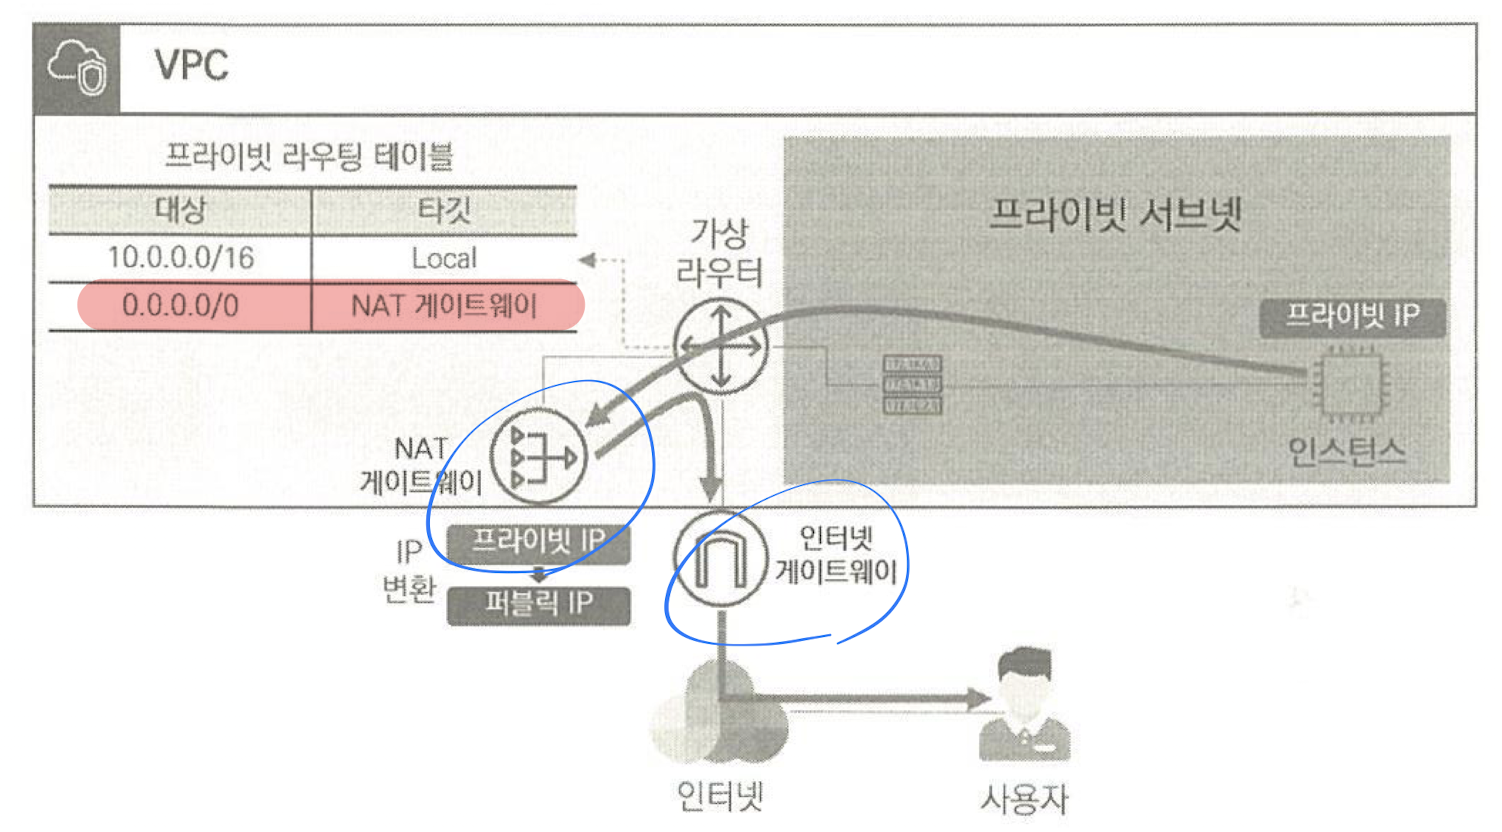 VPC
프라이빗 라우팅 테이블
대상 타깃
10.0.0.0/16 Local
0.0.0.0/0 NAT 게이트웨이
가상
라우터
프라이빗 서브넷
프라이빗 IP
인스턴스
NAT
게이트웨이
IP
변환
프라이빗 IP
퍼블릭 IP
인터넷
게이트웨이
인터넷
사용자